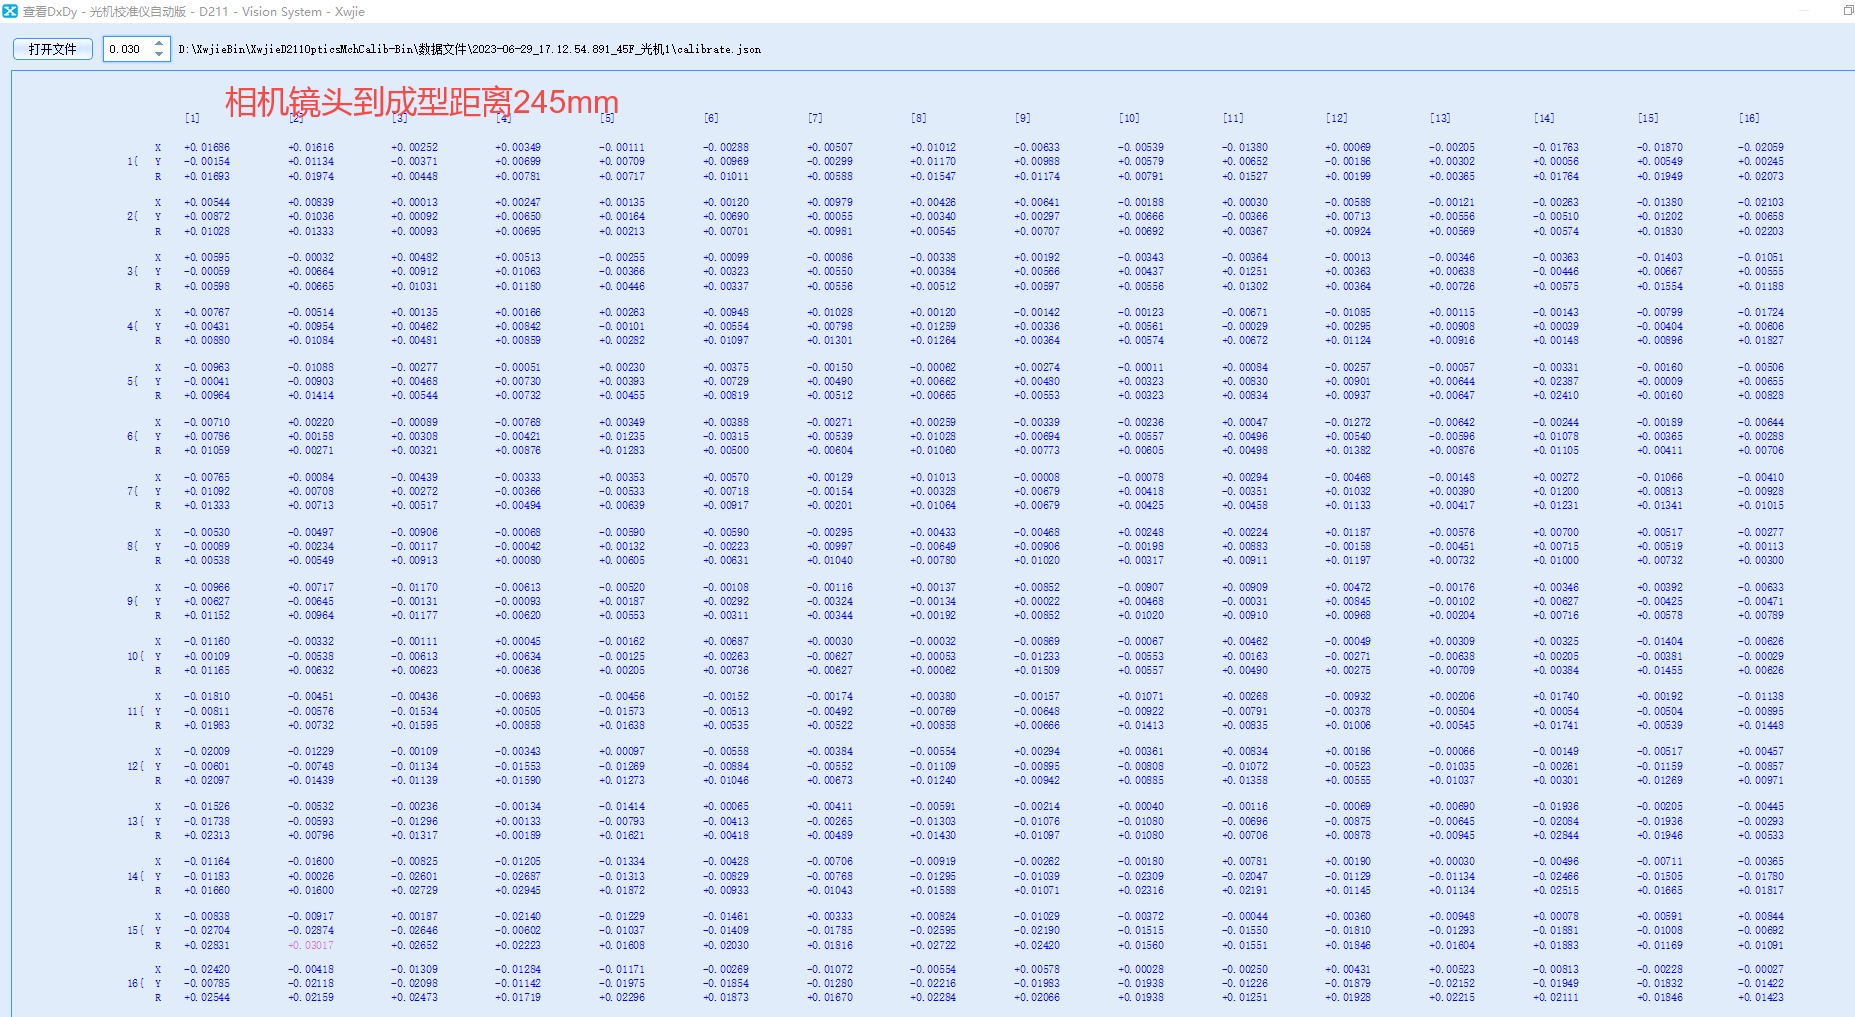 查看DxDy - 光机校准仪自动版 - D211 - Vision System - Xwjie
打开文件 0.030 D:\XwjieBin\XwjieD211OpticsMchCalib-Bin\数据文件\2023-06-29_17.12.54.891_45F_光机1\calibrate.json
相机镜头到成型距离245mm
[1] [2] [3] [4] [5] [6] [7] [8] [9] [10] [11] [12] [13] [14] [15] [16]
X +0.01686 +0.01616 +0.00252 +0.00349 -0.00111 -0.00288 +0.00507 +0.01012 -0.00633 -0.00539 -0.01380 +0.00069 -0.00205 -0.01763 -0.01870 -0.02059
1{ Y -0.00154 +0.01134 -0.00371 +0.00699 +0.00709 +0.00969 -0.00299 +0.01170 +0.00988 +0.00579 +0.00652 -0.00186 +0.00302 +0.00056 +0.00549 +0.00245
R +0.01693 +0.01974 +0.00448 +0.00781 +0.00717 +0.01011 +0.00588 +0.01547 +0.01174 +0.00791 +0.01527 +0.00199 +0.00365 +0.01764 +0.01949 +0.02073
X +0.00544 +0.00839 +0.00013 +0.00247 +0.00135 +0.00120 +0.00979 +0.00426 +0.00641 -0.00188 +0.00030 -0.00588 -0.00121 -0.00263 -0.01380 -0.02103
2{ Y +0.00872 +0.01036 +0.00092 +0.00650 +0.00164 +0.00690 +0.00055 +0.00340 +0.00297 +0.00666 -0.00366 +0.00713 +0.00556 -0.00510 +0.01202 +0.00658
R +0.01028 +0.01333 +0.00093 +0.00695 +0.00213 +0.00701 +0.00981 +0.00545 +0.00707 +0.00692 +0.00367 +0.00924 +0.00569 +0.00574 +0.01830 +0.02203
X +0.00595 -0.00032 +0.00482 +0.00513 -0.00255 +0.00099 -0.00086 -0.00338 +0.00192 -0.00343 -0.00364 -0.00013 -0.00346 -0.00363 -0.01403 -0.01051
3{ Y -0.00059 +0.00664 +0.00912 +0.01063 -0.00366 +0.00323 +0.00550 +0.00384 +0.00566 +0.00437 +0.01251 +0.00363 +0.00638 -0.00446 +0.00667 +0.00555
R +0.00598 +0.00665 +0.01031 +0.01180 +0.00446 +0.00337 +0.00556 +0.00512 +0.00597 +0.00556 +0.01302 +0.00364 +0.00726 +0.00575 +0.01554 +0.01188
X +0.00767 -0.00514 +0.00135 +0.00166 +0.00263 +0.00948 +0.01028 +0.00120 -0.00142 -0.00123 -0.00671 -0.01085 +0.00115 -0.00143 -0.00799 -0.01724
4{ Y +0.00431 +0.00954 +0.00462 +0.00842 -0.00101 +0.00554 +0.00798 +0.01259 +0.00336 +0.00561 -0.00029 +0.00295 +0.00908 +0.00039 -0.00404 +0.00606
R +0.00880 +0.01084 +0.00481 +0.00859 +0.00282 +0.01097 +0.01301 +0.01264 +0.00364 +0.00574 +0.00672 +0.01124 +0.00916 +0.00148 +0.00896 +0.01827
X -0.00963 -0.01088 -0.00277 -0.00051 +0.00230 +0.00375 -0.00150 -0.00062 +0.00274 -0.00011 +0.00084 -0.00257 -0.00057 -0.00331 -0.00160 -0.00506
5{ Y -0.00041 -0.00903 +0.00468 +0.00730 +0.00393 +0.00729 +0.00490 +0.00662 +0.00480 +0.00323 +0.00830 +0.00901 +0.00644 +0.02387 +0.00009 +0.00655
R +0.00964 +0.01414 +0.00544 +0.00732 +0.00455 +0.00819 +0.00512 +0.00665 +0.00553 +0.00323 +0.00834 +0.00937 +0.00647 +0.02410 +0.00160 +0.00828
X -0.00710 +0.00220 -0.00089 -0.00768 +0.00349 +0.00388 -0.00271 +0.00259 -0.00339 -0.00236 +0.00047 -0.01272 -0.00642 -0.00244 -0.00189 -0.00644
6{ Y +0.00786 +0.00158 +0.00308 -0.00421 +0.01235 -0.00315 +0.00539 +0.01028 +0.00694 +0.00557 +0.00496 +0.00540 -0.00596 +0.01078 +0.00365 +0.00288
R +0.01059 +0.00271 +0.00321 +0.00876 +0.01283 +0.00500 +0.00604 +0.01060 +0.00773 +0.00605 +0.00498 +0.01382 +0.00876 +0.01105 +0.00411 +0.00706
X -0.00765 +0.00084 -0.00439 -0.00333 +0.00353 +0.00570 +0.00129 +0.01013 -0.00008 -0.00078 +0.00294 -0.00468 -0.00148 +0.00272 -0.01066 -0.00410
7{ Y +0.01092 +0.00708 +0.00272 -0.00366 -0.00533 +0.00718 -0.00154 +0.00328 +0.00679 +0.00418 -0.00351 +0.01032 +0.00390 +0.01200 +0.00813 -0.00928
R +0.01333 +0.00713 +0.00517 +0.00494 +0.00639 +0.00917 +0.00201 +0.01064 +0.00679 +0.00425 +0.00458 +0.01133 +0.00417 +0.01231 +0.01341 +0.01015
X -0.00530 -0.00497 -0.00906 -0.00068 -0.00590 +0.00590 -0.00295 +0.00433 -0.00468 +0.00248 +0.00224 +0.01187 +0.00576 +0.00700 +0.00517 -0.00277
8{ Y -0.00089 +0.00234 -0.00117 -0.00042 +0.00132 -0.00223 +0.00997 -0.00649 +0.00906 -0.00198 +0.00883 -0.00158 -0.00451 +0.00715 +0.00519 +0.00113
R +0.00538 +0.00549 +0.00913 +0.00080 +0.00605 +0.00631 +0.01040 +0.00780 +0.01020 +0.00317 +0.00911 +0.01197 +0.00732 +0.01000 +0.00732 +0.00300
X -0.00966 +0.00717 -0.01170 -0.00613 -0.00520 -0.00108 -0.00116 +0.00137 +0.00852 -0.00907 +0.00909 +0.00472 -0.00176 +0.00346 +0.00392 -0.00633
9{ Y +0.00627 -0.00645 -0.00131 -0.00093 +0.00187 +0.00292 -0.00324 -0.00134 +0.00022 +0.00468 -0.00031 +0.00845 -0.00102 +0.00627 -0.00425 -0.00471
R +0.01152 +0.00964 +0.01177 +0.00620 +0.00553 +0.00311 +0.00344 +0.00192 +0.00852 +0.01020 +0.00910 +0.00968 +0.00204 +0.00716 +0.00578 +0.00789
X -0.01160 -0.00332 -0.00111 +0.00045 -0.00162 +0.00687 +0.00030 -0.00032 -0.00869 -0.00067 +0.00462 -0.00049 +0.00309 +0.00325 -0.01404 -0.00626
10{ Y +0.00109 -0.00538 -0.00613 +0.00634 -0.00125 +0.00263 -0.00627 +0.00053 -0.01233 -0.00553 +0.00163 -0.00271 -0.00638 +0.00205 -0.00381 -0.00029
R +0.01165 +0.00632 +0.00623 +0.00636 +0.00205 +0.00736 +0.00627 +0.00062 +0.01509 +0.00557 +0.00490 +0.00275 +0.00709 +0.00384 +0.01455 +0.00626
X -0.01810 -0.00451 -0.00436 -0.00693 -0.00456 -0.00152 -0.00174 +0.00380 -0.00157 +0.01071 +0.00268 -0.00932 +0.00206 +0.01740 +0.00192 -0.01138
11{ Y -0.00811 -0.00576 -0.01534 +0.00505 -0.01573 -0.00513 -0.00492 -0.00769 -0.00648 -0.00922 -0.00791 -0.00378 -0.00504 +0.00054 -0.00504 -0.00895
R +0.01983 +0.00732 +0.01595 +0.00858 +0.01638 +0.00535 +0.00522 +0.00858 +0.00666 +0.01413 +0.00835 +0.01006 +0.00545 +0.01741 +0.00539 +0.01448
X -0.02009 -0.01229 -0.00109 -0.00343 +0.00097 -0.00558 +0.00384 -0.00554 +0.00294 +0.00361 +0.00834 +0.00186 -0.00066 -0.00149 -0.00517 +0.00457
12{ Y -0.00601 -0.00748 -0.01134 -0.01553 -0.01269 -0.00884 -0.00552 -0.01109 -0.00895 -0.00808 -0.01072 -0.00523 -0.01035 -0.00261 -0.01159 -0.00857
R +0.02097 +0.01439 +0.01139 +0.01590 +0.01273 +0.01046 +0.00673 +0.01240 +0.00942 +0.00885 +0.01358 +0.00555 +0.01037 +0.00301 +0.01269 +0.00971
X -0.01526 -0.00532 -0.00236 -0.00134 -0.01414 +0.00065 +0.00411 -0.00591 -0.00214 +0.00040 -0.00116 -0.00069 +0.00690 -0.01936 -0.00205 -0.00445
13{ Y -0.01738 -0.00593 -0.01296 +0.00133 -0.00793 -0.00413 -0.00265 -0.01303 -0.01076 -0.01080 -0.00696 -0.00875 -0.00645 -0.02084 -0.01936 -0.00293
R +0.02313 +0.00796 +0.01317 +0.00189 +0.01621 +0.00418 +0.00489 +0.01430 +0.01097 +0.01080 +0.00706 +0.00878 +0.00945 +0.02844 +0.01946 +0.00533
X -0.01164 -0.01600 -0.00825 -0.01205 -0.01334 -0.00428 -0.00706 -0.00919 -0.00262 -0.00180 +0.00781 +0.00190 +0.00030 -0.00496 -0.00711 -0.00365
14{ Y -0.01183 +0.00026 -0.02601 -0.02687 -0.01313 -0.00829 -0.00768 -0.01295 -0.01039 -0.02309 -0.02047 -0.01129 -0.01134 -0.02466 -0.01505 -0.01780
R +0.01660 +0.01600 +0.02729 +0.02945 +0.01872 +0.00933 +0.01043 +0.01588 +0.01071 +0.02316 +0.02191 +0.01145 +0.01134 +0.02515 +0.01665 +0.01817
X -0.00838 -0.00917 +0.00187 -0.02140 -0.01229 -0.01461 +0.00333 +0.00824 -0.01029 -0.00372 -0.00044 +0.00360 +0.00948 +0.00078 +0.00591 +0.00844
15{ Y -0.02704 -0.02874 -0.02646 -0.00602 -0.01037 -0.01409 -0.01785 -0.02595 -0.02190 -0.01515 -0.01550 -0.01810 -0.01293 -0.01881 -0.01008 -0.00692
R +0.02831 +0.03017 +0.02652 +0.02223 +0.01608 +0.02030 +0.01816 +0.02722 +0.02420 +0.01560 +0.01551 +0.01846 +0.01604 +0.01883 +0.01169 +0.01091
X -0.02420 -0.00418 -0.01309 -0.01284 -0.01171 -0.00269 -0.01072 -0.00554 +0.00578 +0.00028 -0.00250 +0.00431 +0.00523 -0.00813 -0.00228 -0.00027
16{ Y -0.00785 -0.02118 -0.02098 -0.01142 -0.01975 -0.01854 -0.01280 -0.02216 -0.01983 -0.01938 -0.01226 -0.01879 -0.02152 -0.01949 -0.01832 -0.01422
R +0.02544 +0.02159 +0.02473 +0.01719 +0.02296 +0.01873 +0.01670 +0.02284 +0.02066 +0.01938 +0.01251 +0.01928 +0.02215 +0.02111 +0.01846 +0.01423